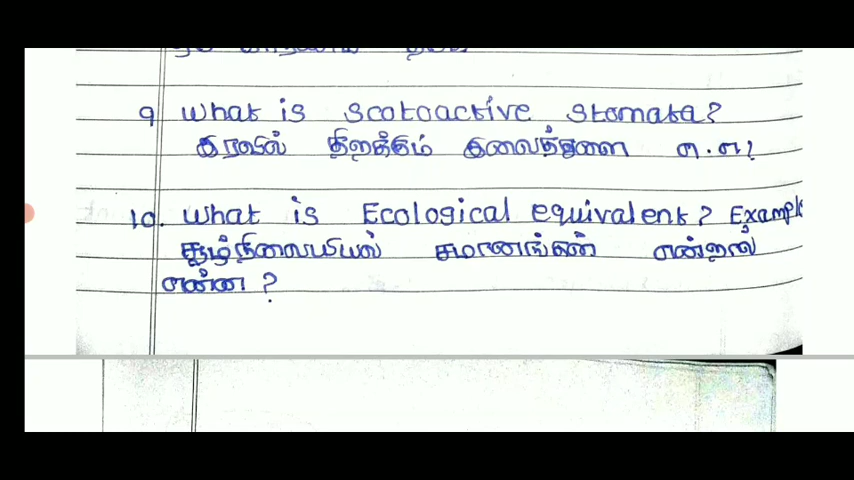 9 What is scotoactive stomata?
இரவில் திறக்கும் இலைத்துளை எ.எ?
10. What is Ecological equivalent? Example
சூழ்நிலையியல் சமானங்கள் என்றால்
என்ன?